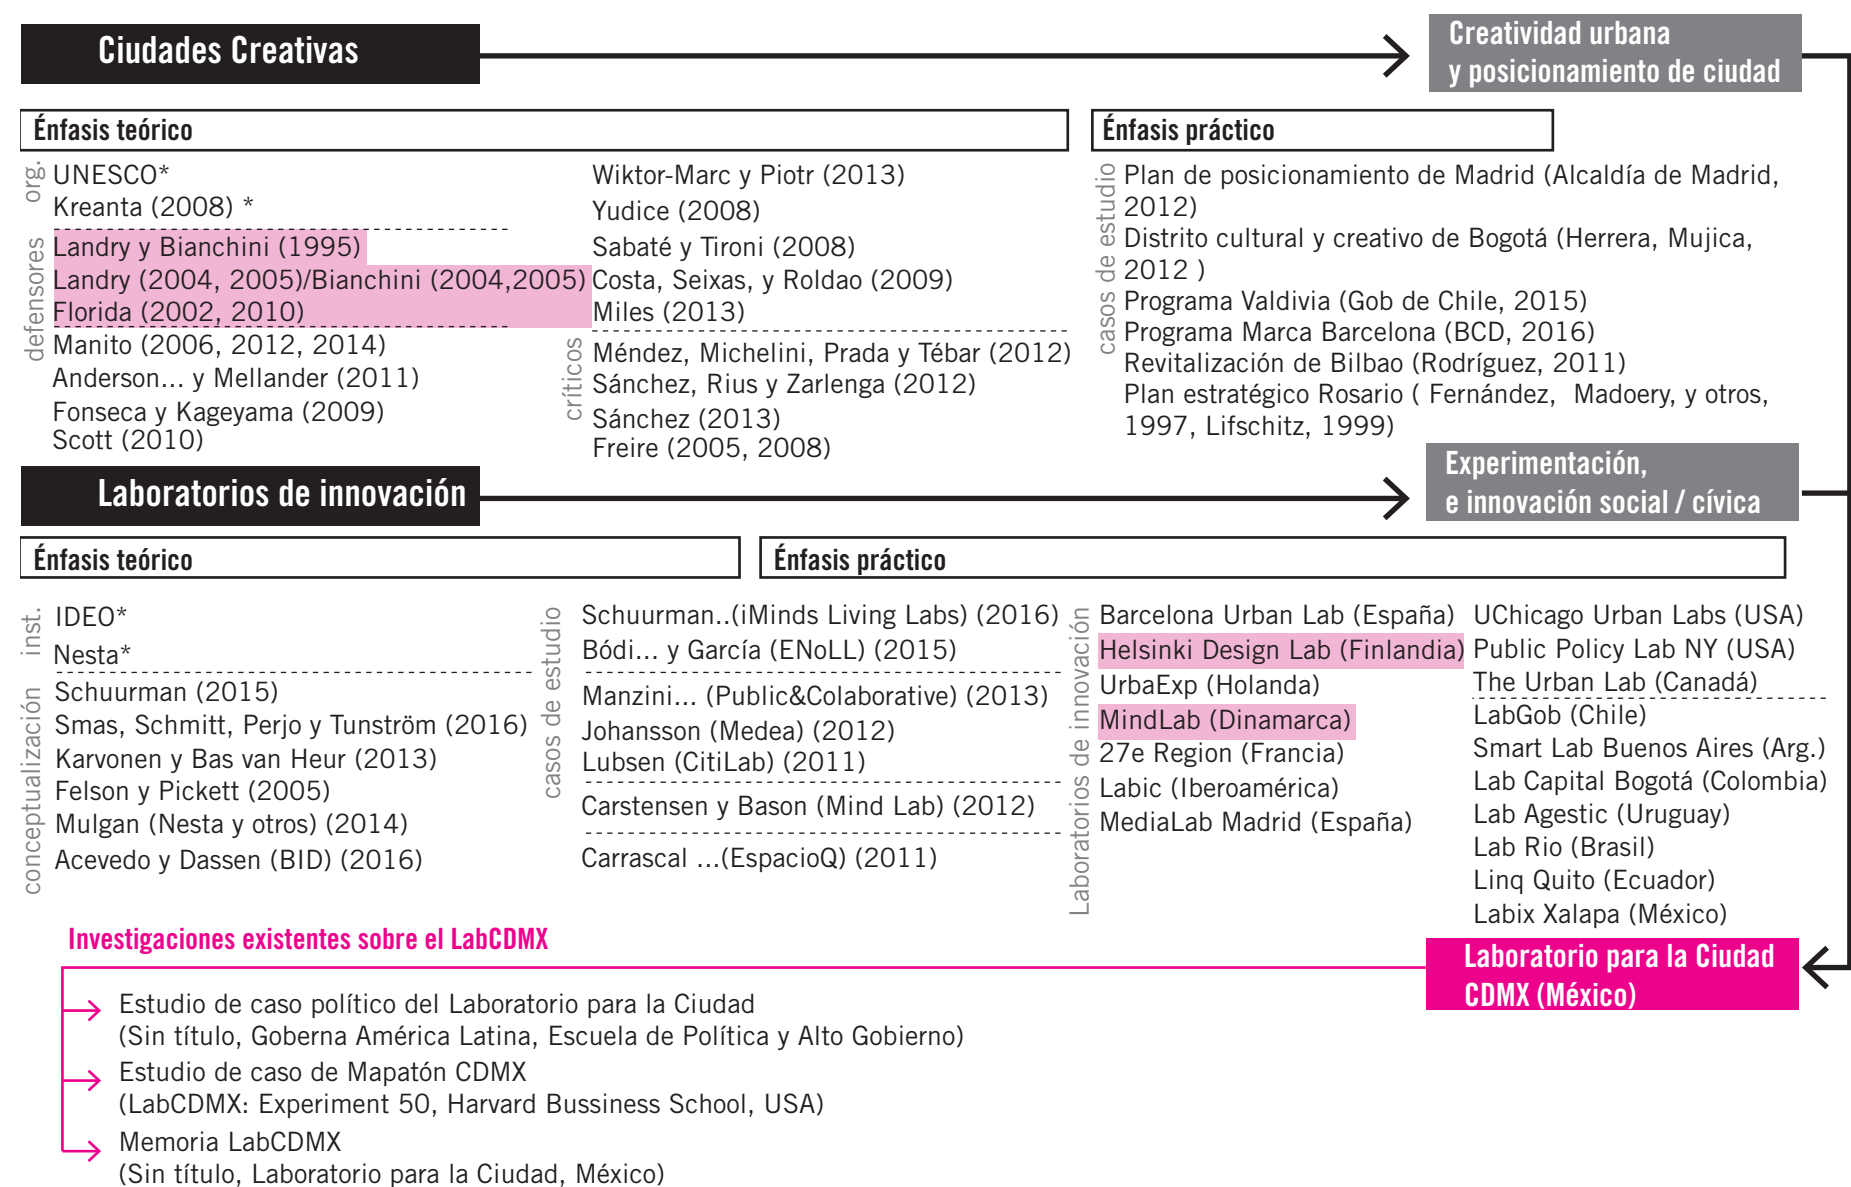 Ciudades Creativas
Creatividad urbana
y posicionamiento de ciudad
Énfasis teórico
org.
UNESCO*
Kreanta (2008) *
defensores
Landry y Bianchini (1995)
Landry (2004, 2005)/Bianchini (2004,2005)
Florida (2002, 2010)
Manito (2006, 2012, 2014)
Anderson... y Mellander (2011)
Fonseca y Kageyama (2009)
Scott (2010)
Wiktor-Marc y Piotr (2013)
Yudice (2008)
Sabaté y Tironi (2008)
Costa, Seixas, y Roldao (2009)
Miles (2013)
críticos
Méndez, Michelini, Prada y Tébar (2012)
Sánchez, Rius y Zarlenga (2012)
Sánchez (2013)
Freire (2005, 2008)
Énfasis práctico
casos de estudio
Plan de posicionamiento de Madrid (Alcaldía de Madrid,
2012)
Distrito cultural y creativo de Bogotá (Herrera, Mujica,
2012 )
Programa Valdivia (Gob de Chile, 2015)
Programa Marca Barcelona (BCD, 2016)
Revitalización de Bilbao (Rodríguez, 2011)
Plan estratégico Rosario ( Fernández, Madoery, y otros,
1997, Lifschitz, 1999)
Laboratorios de innovación
Experimentación,
e innovación social / cívica
Énfasis teórico
inst.
IDEO*
Nesta*
conceptualización
Schuurman (2015)
Smas, Schmitt, Perjo y Tunström (2016)
Karvonen y Bas van Heur (2013)
Felson y Pickett (2005)
Mulgan (Nesta y otros) (2014)
Acevedo y Dassen (BID) (2016)
Énfasis práctico
casos de estudio
Schuurman..(iMinds Living Labs) (2016)
Bódi... y García (ENoLL) (2015)
Manzini... (Public&Colaborative) (2013)
Johansson (Medea) (2012)
Lubsen (CitiLab) (2011)
Carstensen y Bason (Mind Lab) (2012)
Carrascal ...(EspacioQ) (2011)
Laboratorios de innovación
Barcelona Urban Lab (España)
Helsinki Design Lab (Finlandia)
UrbaExp (Holanda)
MindLab (Dinamarca)
27e Region (Francia)
Labic (Iberoamérica)
MediaLab Madrid (España)
UChicago Urban Labs (USA)
Public Policy Lab NY (USA)
The Urban Lab (Canadá)
LabGob (Chile)
Smart Lab Buenos Aires (Arg.)
Lab Capital Bogotá (Colombia)
Lab Agestic (Uruguay)
Lab Rio (Brasil)
Linq Quito (Ecuador)
Labix Xalapa (México)
Laboratorio para la Ciudad
CDMX (México)
Investigaciones existentes sobre el LabCDMX
Estudio de caso político del Laboratorio para la Ciudad
(Sin título, Goberna América Latina, Escuela de Política y Alto Gobierno)
Estudio de caso de Mapatón CDMX
(LabCDMX: Experiment 50, Harvard Bussiness School, USA)
Memoria LabCDMX
(Sin título, Laboratorio para la Ciudad, México)